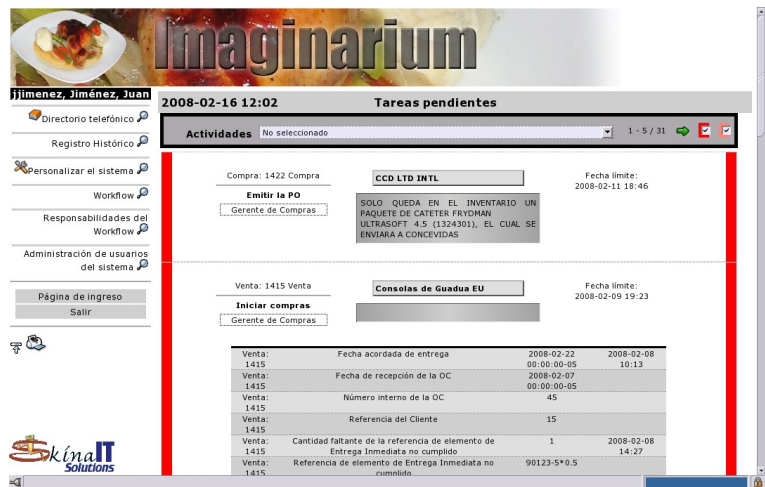 Imaginarium
jjimenez, Jiménez, Juan
Directorio telefónico
Registro Histórico
Personalizar el sistema
Workflow
Responsabilidades del
Workflow
Administración de usuarios
del sistema
Página de ingreso
Salir
SkínaIT
Solutions
2008-02-16 12:02 Tareas pendientes
Actividades No seleccionado 1 - 5 / 31
Compra: 1422 Compra CCD LTD INTL Fecha límite:
2008-02-11 18:46
Emitir la PO
Gerente de Compras
SOLO QUEDA EN EL INVENTARIO UN
PAQUETE DE CATETER FRYDMAN
ULTRASOFT 4.5 (1324301), EL CUAL SE
ENVIARA A CONCEVIDAS
Venta: 1415 Venta Consolas de Guadua EU Fecha límite:
2008-02-09 19:23
Iniciar compras
Gerente de Compras
Venta: Fecha acordada de entrega 2008-02-22 2008-02-08
1415 00:00:00-05 10:13
Venta: Fecha de recepción de la OC 2008-02-07
1415 00:00:00-05
Venta: Número interno de la OC 45
1415
Venta: Referencia del Cliente 15
1415
Venta: Cantidad faltante de la referencia de elemento de 1 2008-02-08
1415 Entrega Inmediata no cumplido 14:27
Venta: Referencia de elemento de Entrega Inmediata no 90123-5*0.5
1415 cumplido